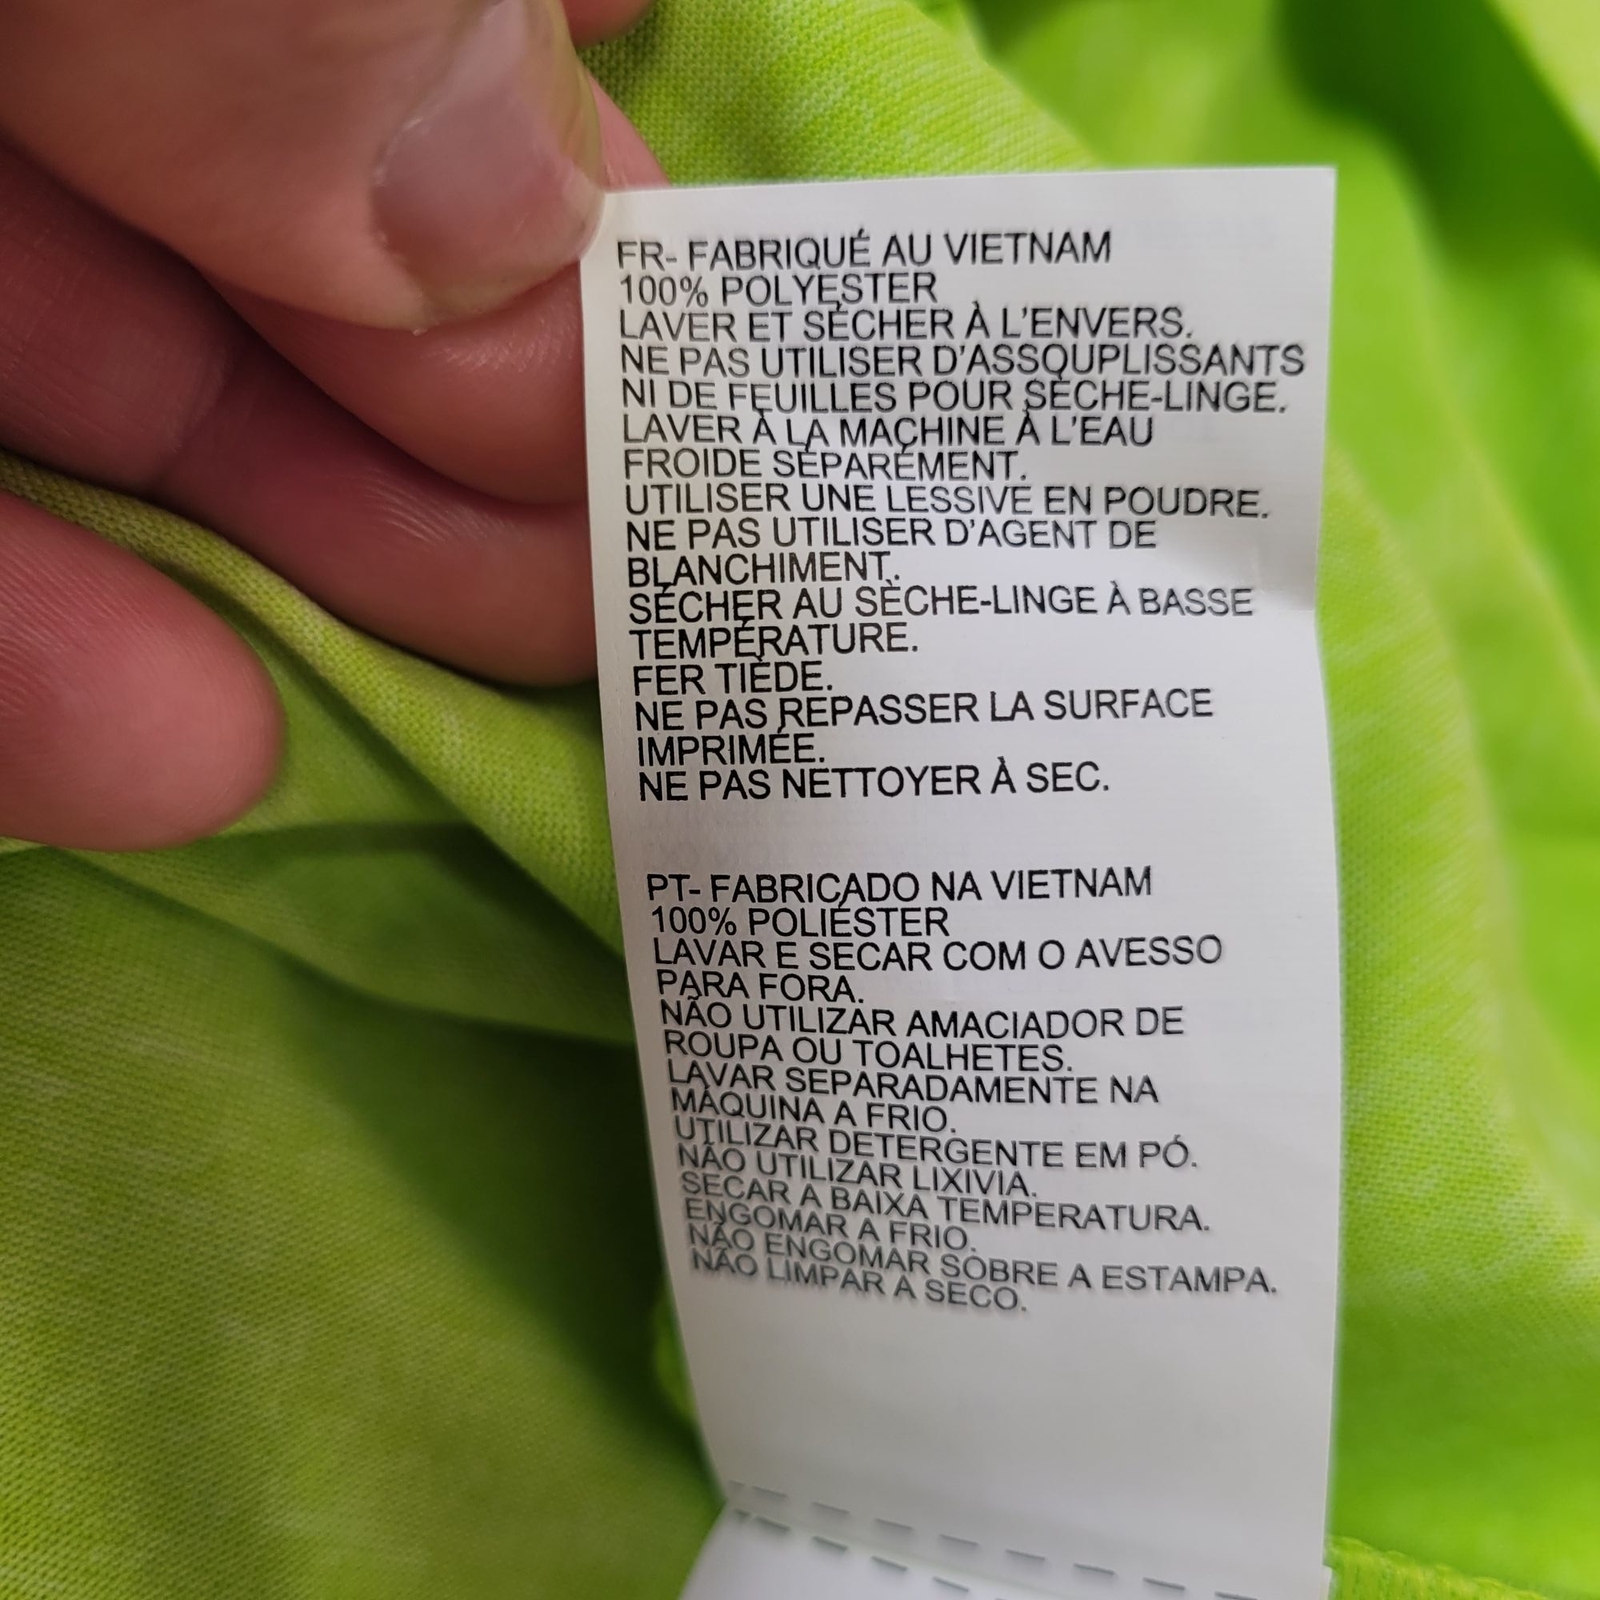 FR- FABRIQUÉ AU VIETNAM
100% POLYESTER
LAVER ET SÉCHER À L'ENVERS.
NE PAS UTILISER D'ASSOUPLISSANTS
NI DE FEUILLES POUR SÈCHE-LINGE.
LAVER À LA MACHINE À L'EAU
FROIDE SÉPARÉMENT.
UTILISER UNE LESSIVE EN POUDRE.
NE PAS UTILISER D'AGENT DE
BLANCHIMENT.
SÉCHER AU SÈCHE-LINGE À BASSE
TEMPÉRATURE.
FER TIÈDE.
NE PAS REPASSER LA SURFACE
IMPRIMÉE.
NE PAS NETTOYER À SEC.
PT- FABRICADO NA VIETNAM
100% POLIÉSTER
LAVAR E SECAR COM O AVESSO
PARA FORA.
NÃO UTILIZAR AMACIADOR DE
ROUPA OU TOALHETES.
LAVAR SEPARADAMENTE NA
MÁQUINA A FRIO.
UTILIZAR DETERGENTE EM PÓ.
NÃO UTILIZAR LIXIVIA.
SECAR A BAIXA TEMPERATURA.
ENGOMAR A FRIO.
NÃO ENGOMAR SOBRE A ESTAMPA.
NÃO LIMPAR A SECO.